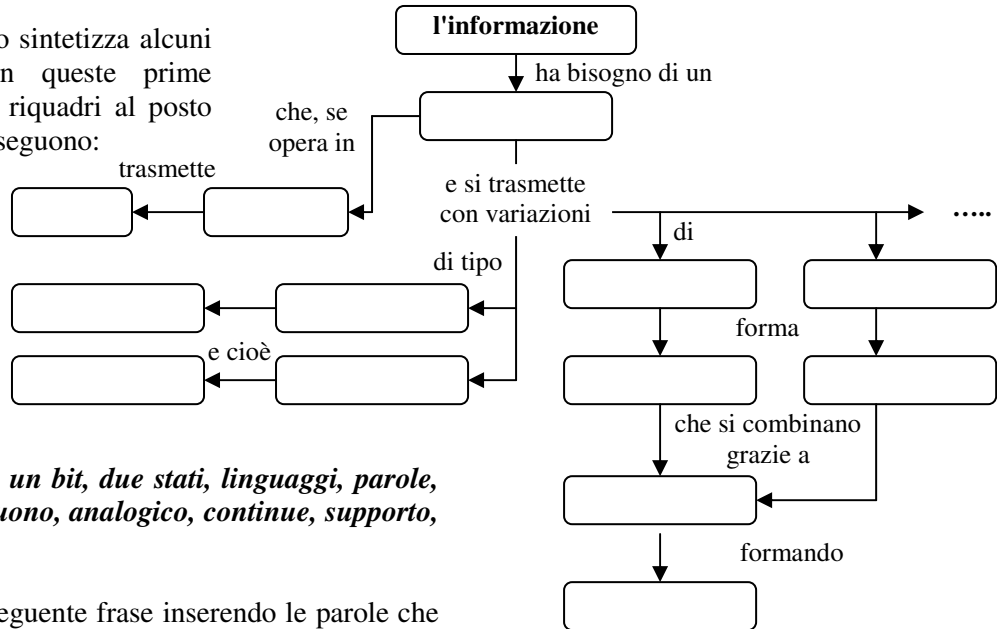 l'informazione
o sintetizza alcuni
n queste prime
riquadri al posto
seguono:
ha bisogno di un
che, se
opera in
trasmette
e si trasmette
con variazioni
.....
di
di tipo
forma
e cioè
che si combinano
grazie a
un bit, due stati, linguaggi, parole,
uono, analogico, continue, supporto,
formando
eguente frase inserendo le parole che